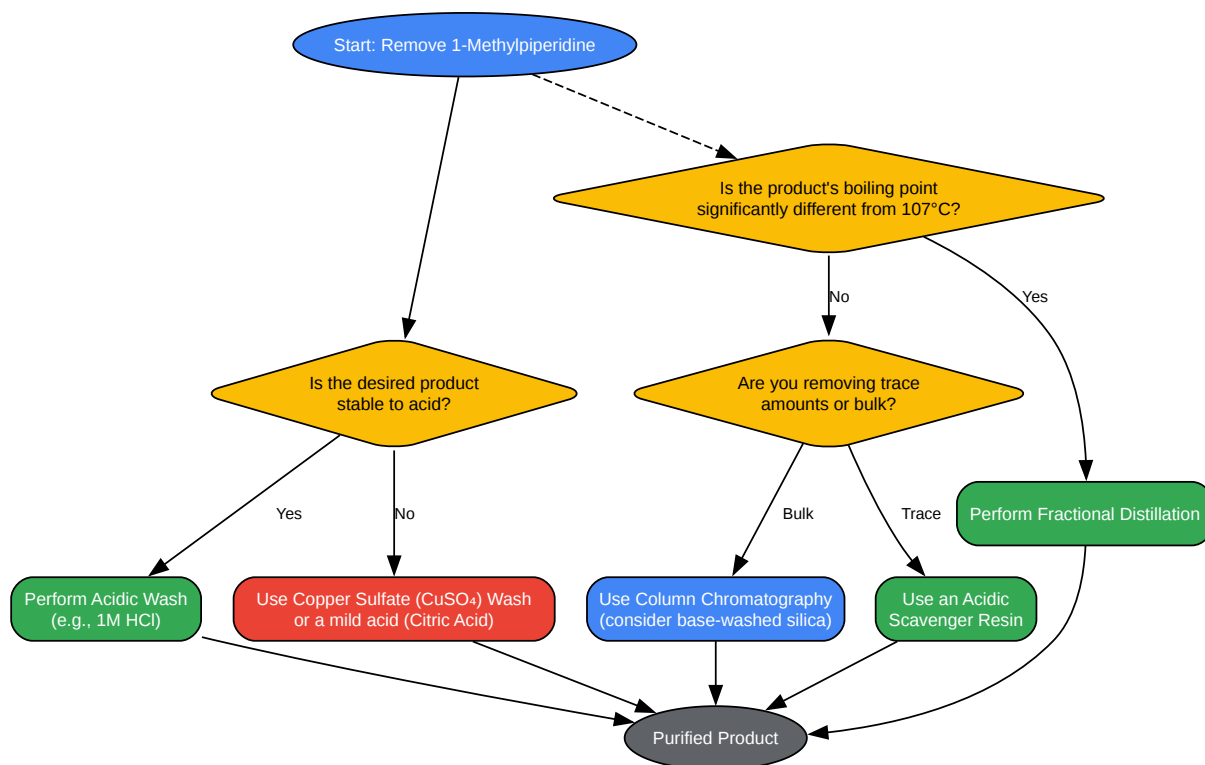 Start: Remove 1-Methylpiperidine
Is the product's boiling point
significantly different from 107°C?
No
Yes
Is the desired product
stable to acid?
Are you removing trace
amounts or bulk?
Yes
No
Bulk
Trace
Perform Fractional Distillation
Perform Acidic Wash
(e.g., 1M HCl)
Use Copper Sulfate (CuSO₄) Wash
or a mild acid (Citric Acid)
Use Column Chromatography
(consider base-washed silica)
Use an Acidic
Scavenger Resin
Purified Product